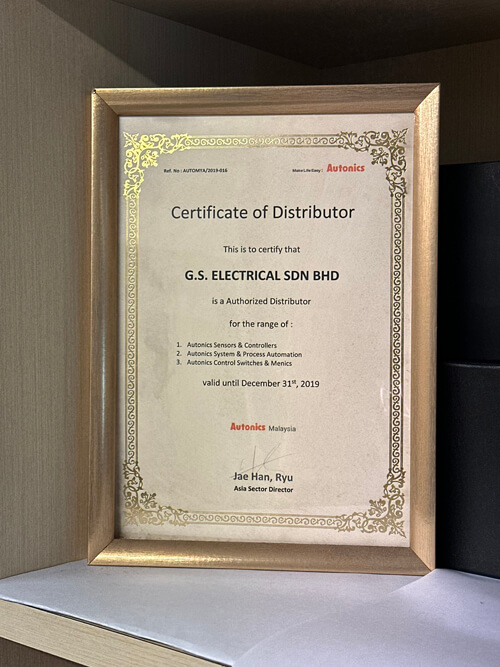 Ref. No : AUTOMYA/2019-016
Make Life Easy : Autonics
Certificate of Distributor
This is to certify that
G.S. ELECTRICAL SDN BHD
is a Authorized Distributor
for the range of :
1. Autonics Sensors & Controllers
2. Autonics System & Process Automation
3. Autonics Control Switches & Menics
valid until December 31st, 2019
Autonics Malaysia
Jae Han, Ryu
Asia Sector Director